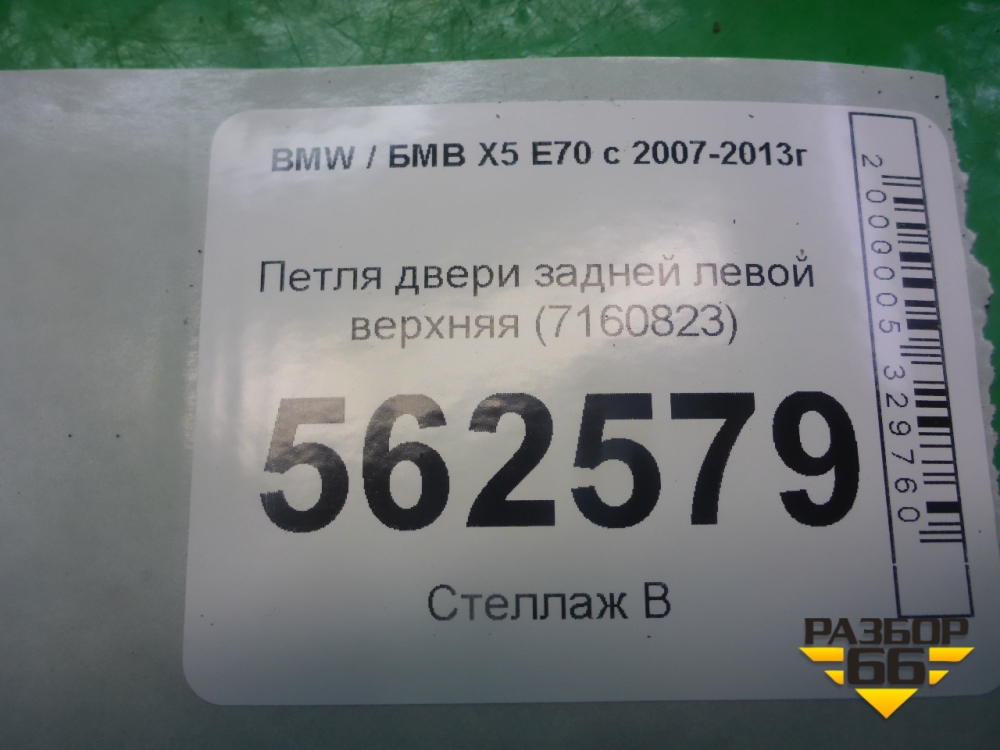 BMW / БМВ X5 E70 с 2007-2013г
Петля двери задней левой
верхняя (7160823)
562579
Стеллаж В
2000005329760
РАЗБОР
66